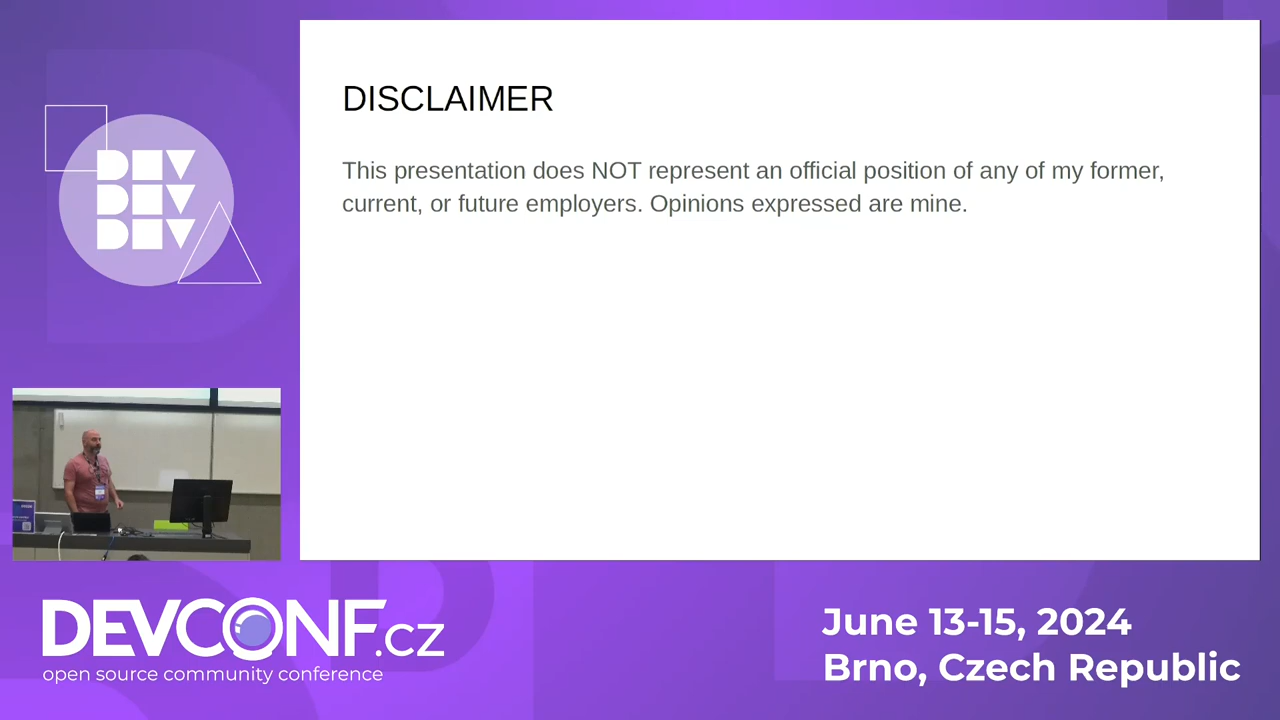 DISCLAIMER
This presentation does NOT represent an official position of any of my former,
current, or future employers. Opinions expressed are mine.
DEV
DEV
DEV
DEVCONF.cz
open source community conference
June 13-15, 2024
Brno, Czech Republic